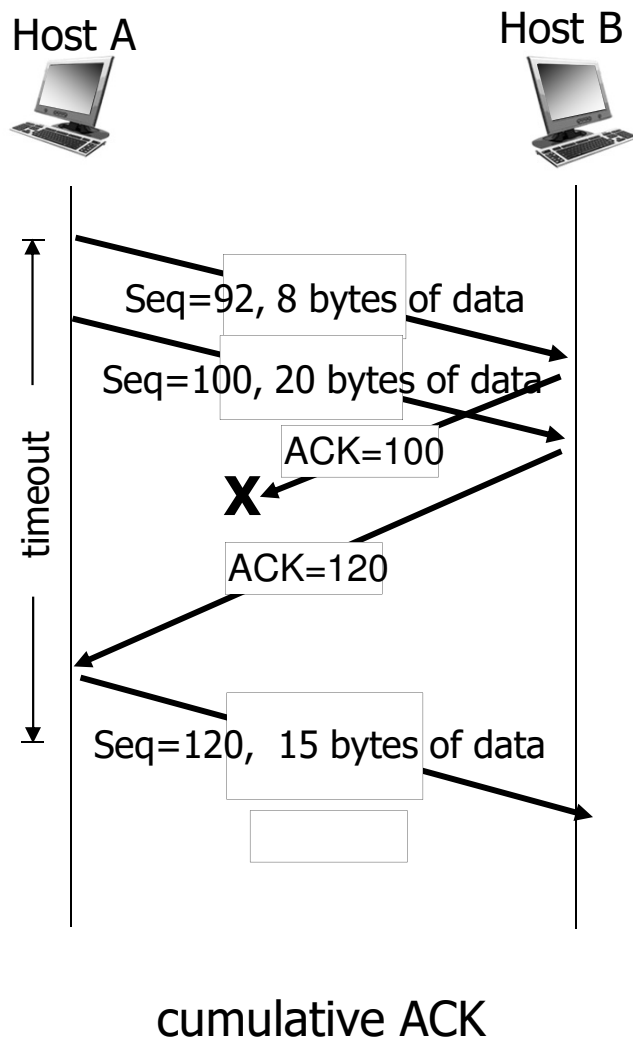 Host A
Host B
Seq=92, 8 bytes of data
Seq=100, 20 bytes of data
ACK=100
X
timeout
ACK=120
Seq=120,  15 bytes of data
cumulative ACK